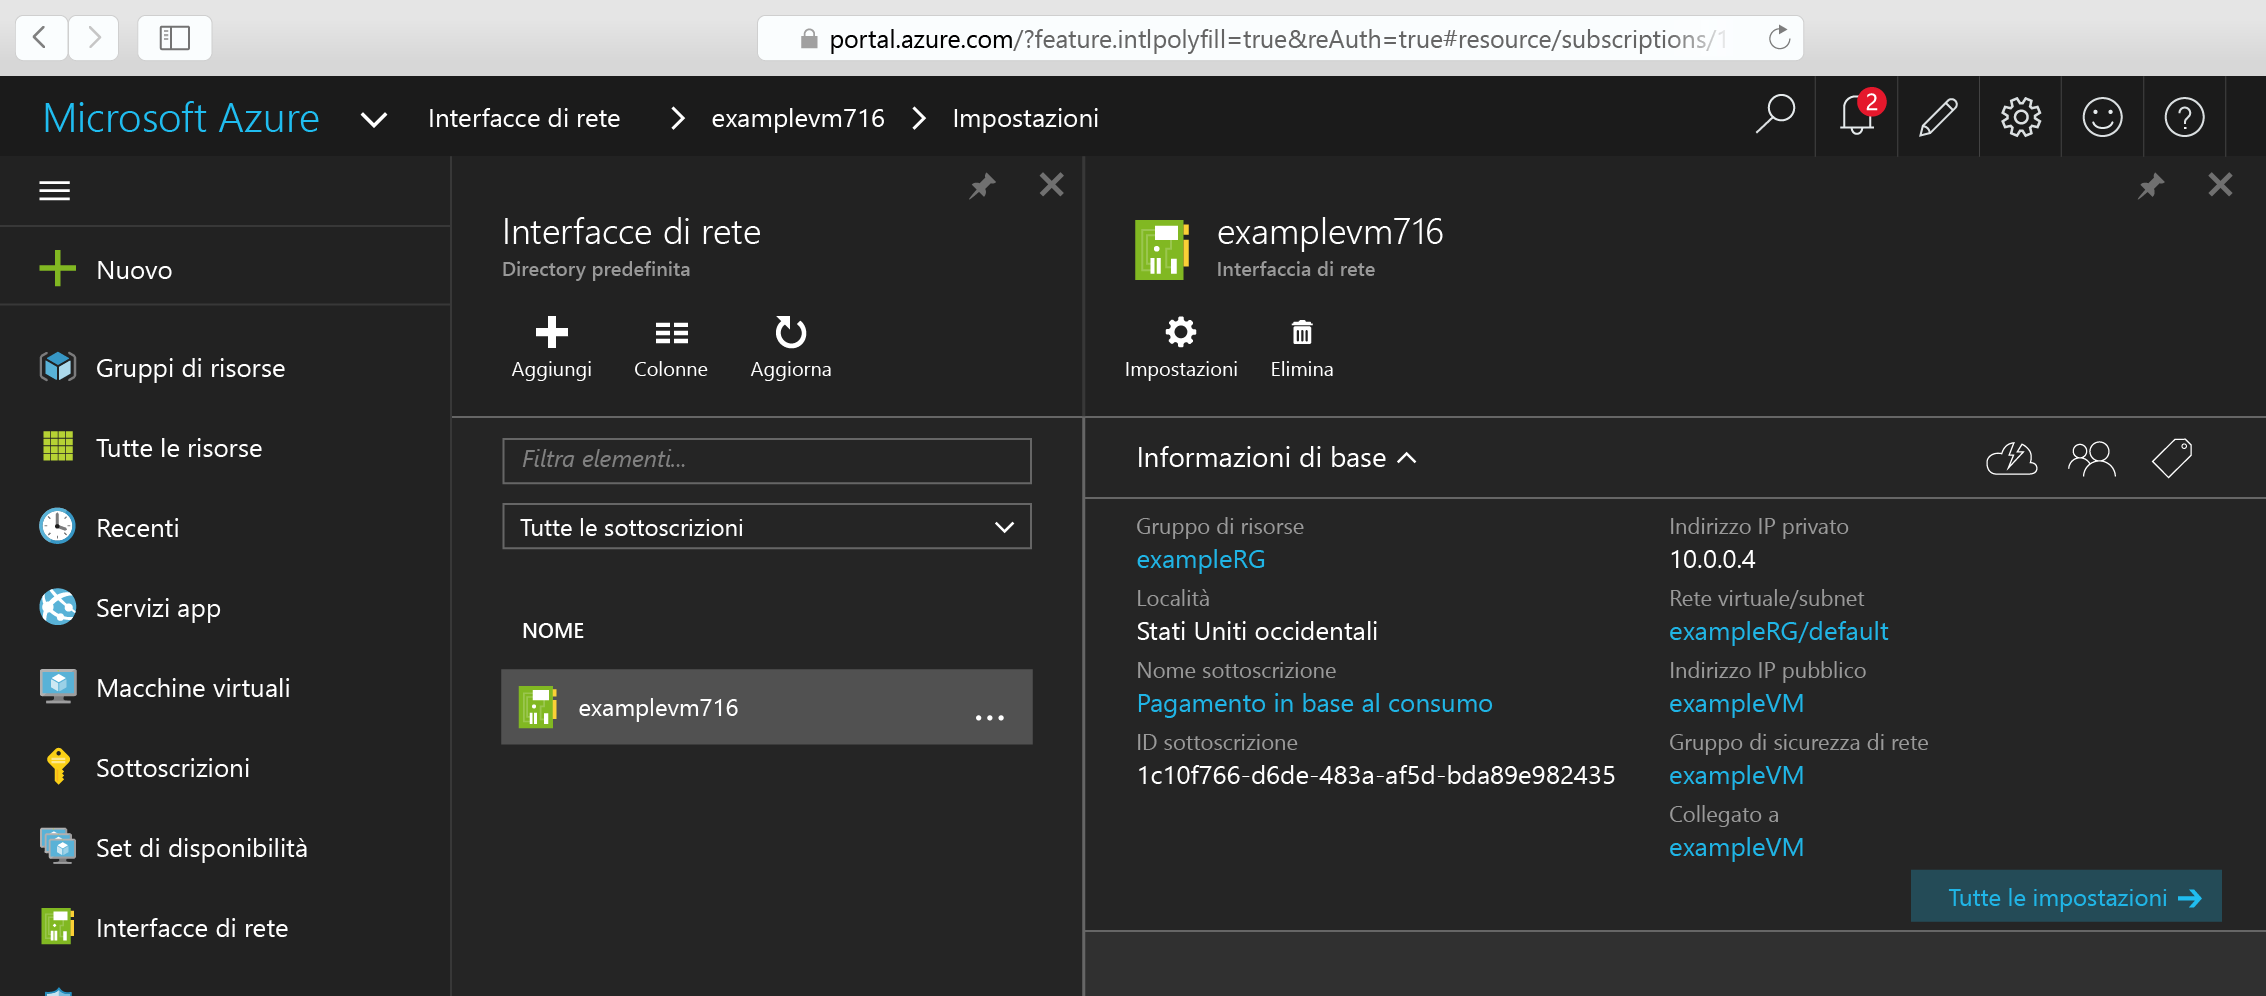 portal.azure.com/?feature.intlpolyfill=true&reAuth=true#resource/subscriptions/1
Microsoft Azure
Interfacce di rete
examplevm716
Impostazioni
2
Nuovo
Gruppi di risorse
Tutte le risorse
Recenti
Servizi app
Macchine virtuali
Sottoscrizioni
Set di disponibilità
Interfacce di rete
Interfacce di rete
Directory predefinita
Aggiungi
Colonne
Aggiorna
Filtra elementi...
Tutte le sottoscrizioni
NOME
examplevm716
...
examplevm716
Interfaccia di rete
Impostazioni
Elimina
Informazioni di base
Gruppo di risorse
exampleRG
Località
Stati Uniti occidentali
Nome sottoscrizione
Pagamento in base al consumo
ID sottoscrizione
1c10f766-d6de-483a-af5d-bda89e982435
Indirizzo IP privato
10.0.0.4
Rete virtuale/subnet
exampleRG/default
Indirizzo IP pubblico
exampleVM
Gruppo di sicurezza di rete
exampleVM
Collegato a
exampleVM
Tutte le impostazioni